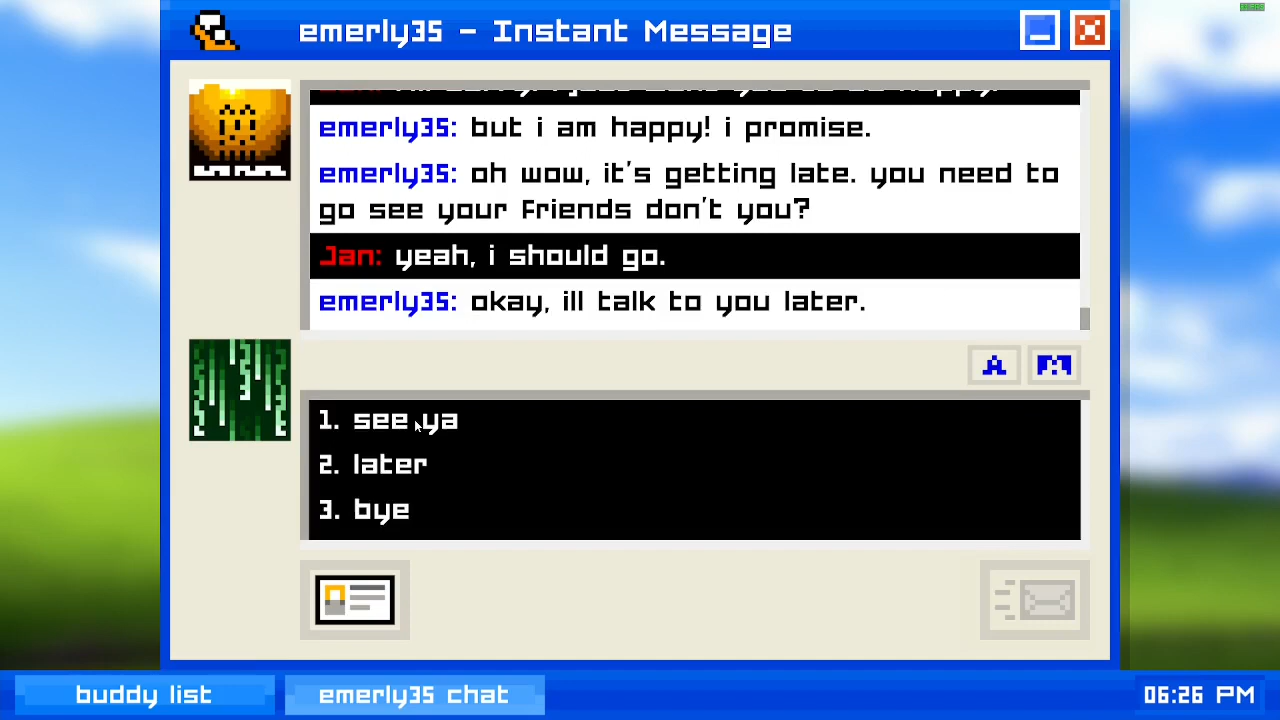 emerly35 - Instant Message
emerly35: but i am happy! i promise.
emerly35: oh wow, it's getting late. you need to
go see your friends don't you?
Jan: yeah, i should go.
emerly35: okay, ill talk to you later.
A
1. see ya
2. later
3. bye
buddy list
emerly35 chat
06:26 PM